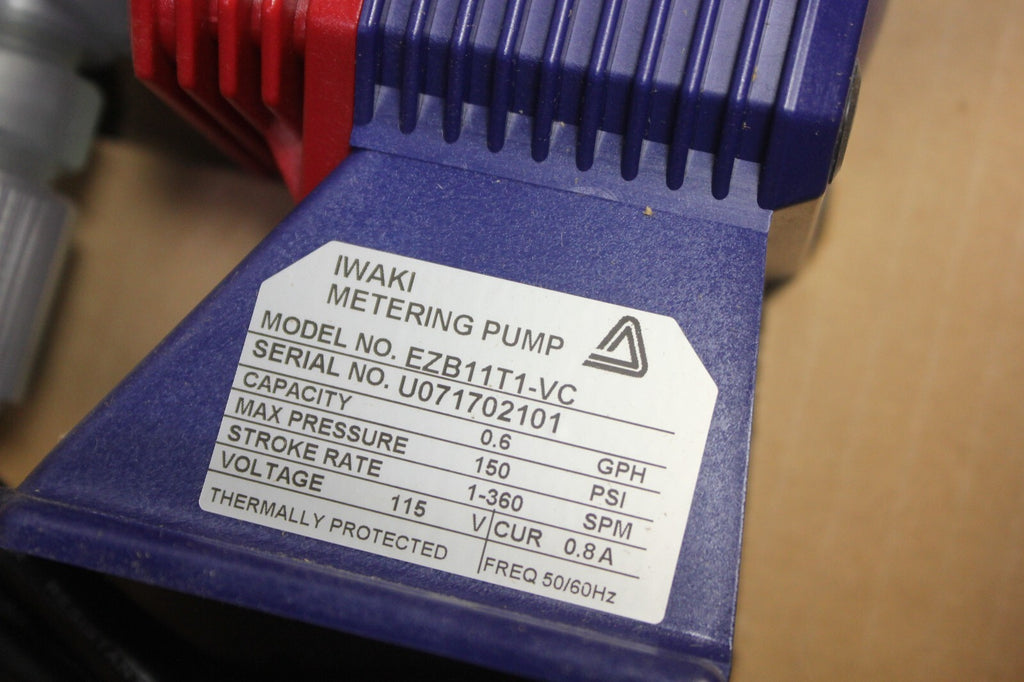 IWAKI
METERING PUMP
MODEL NO. EZB11T1-VC
SERIAL NO. U071702101
CAPACITY 0.6 GPH
MAX PRESSURE 150 PSI
STROKE RATE 1-360 SPM
VOLTAGE 115 V CUR 0.8 A
THERMALLY PROTECTED FREQ 50/60Hz